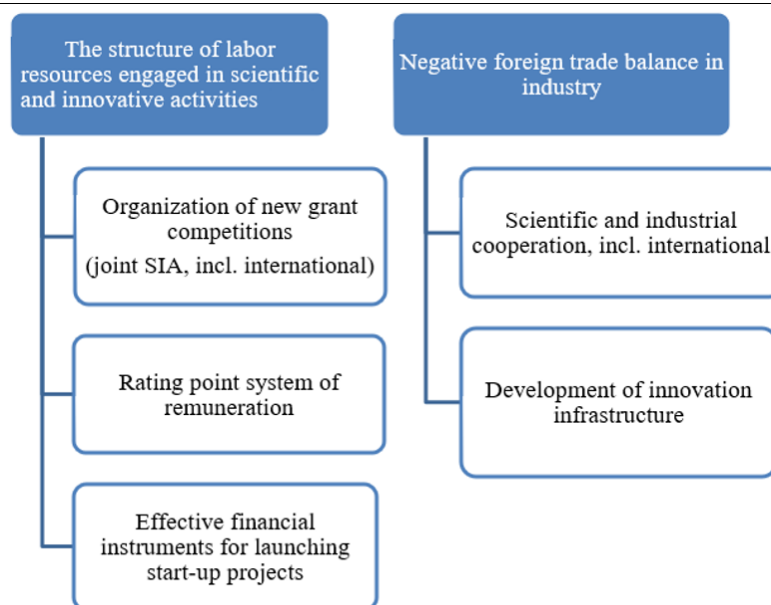 The structure of labor
resources engaged in scientific
and innovative activities
Organization of new grant
competitions
(joint SIA, incl. international)
Rating point system of
remuneration
Effective financial
instruments for launching
start-up projects
Negative foreign trade balance in
industry
Scientific and industrial
cooperation, incl. international
Development of innovation
infrastructure